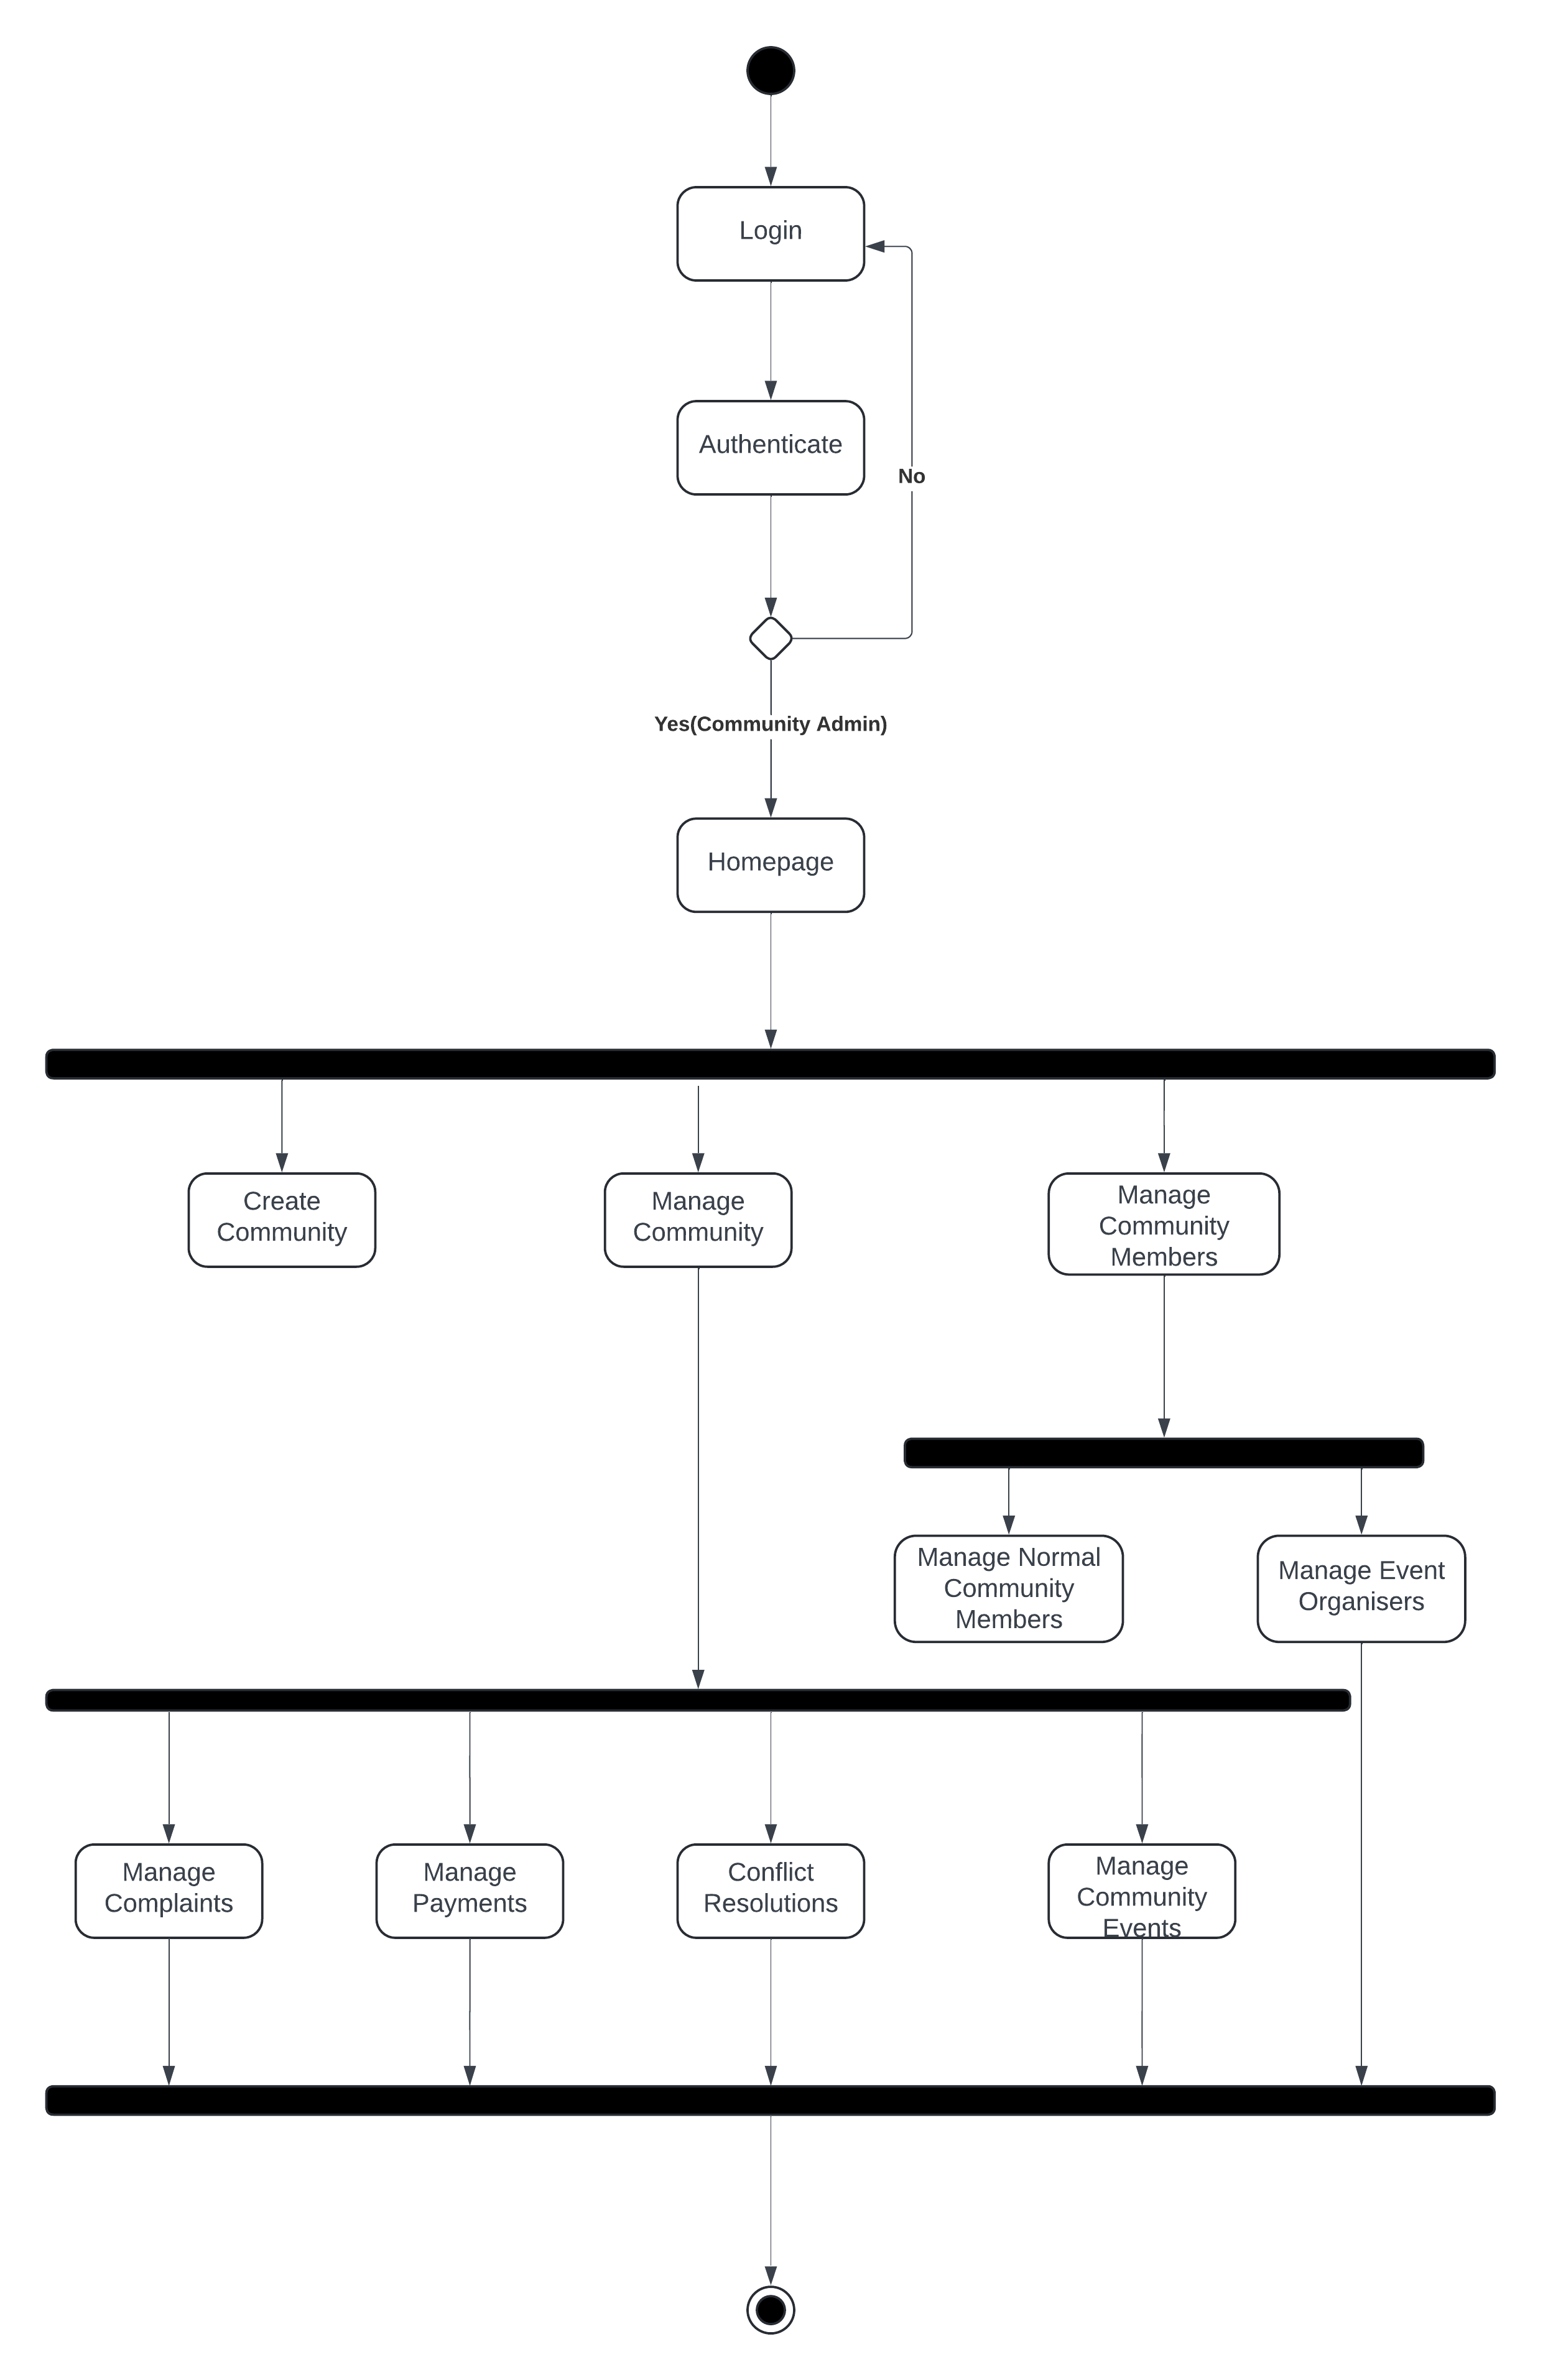 Login
Authenticate
No
Yes(Community Admin)
Homepage
Create
Community
Manage
Community
Manage
Community
Members
Manage Normal
Community
Members
Manage Event
Organisers
Manage
Complaints
Manage
Payments
Conflict
Resolutions
Manage
Community
Events